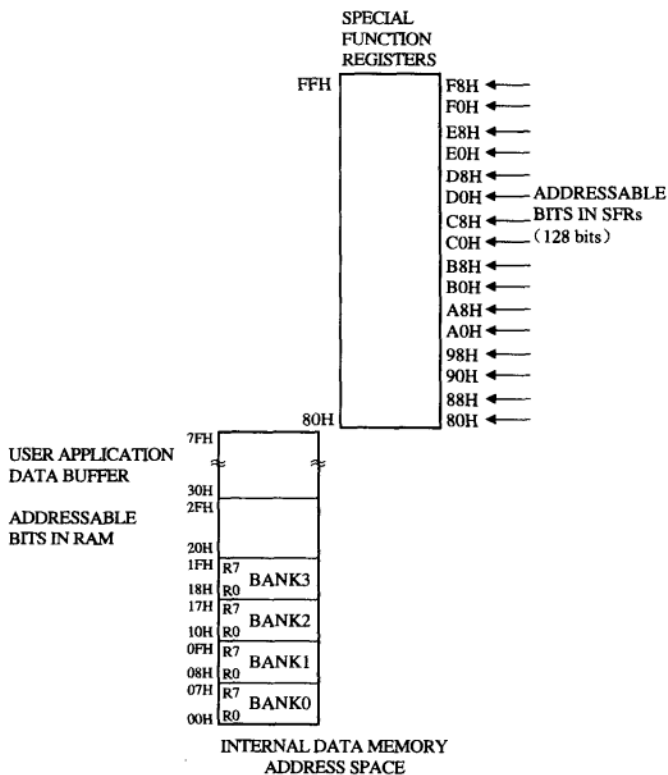 SPECIAL
FUNCTION
REGISTERS
FFH
F8H
F0H
E8H
E0H
D8H
D0H
C8H
C0H
B8H
B0H
A8H
A0H
98H
90H
88H
80H
80H
ADDRESSABLE
BITS IN SFRs
(128 bits)
7FH
USER APPLICATION
DATA BUFFER
30H
2FH
ADDRESSABLE
BITS IN RAM
20H
1FH R7
BANK3
18H R0
17H R7
BANK2
10H R0
0FH R7
BANK1
08H R0
07H R7
BANK0
00H R0
INTERNAL DATA MEMORY
ADDRESS SPACE